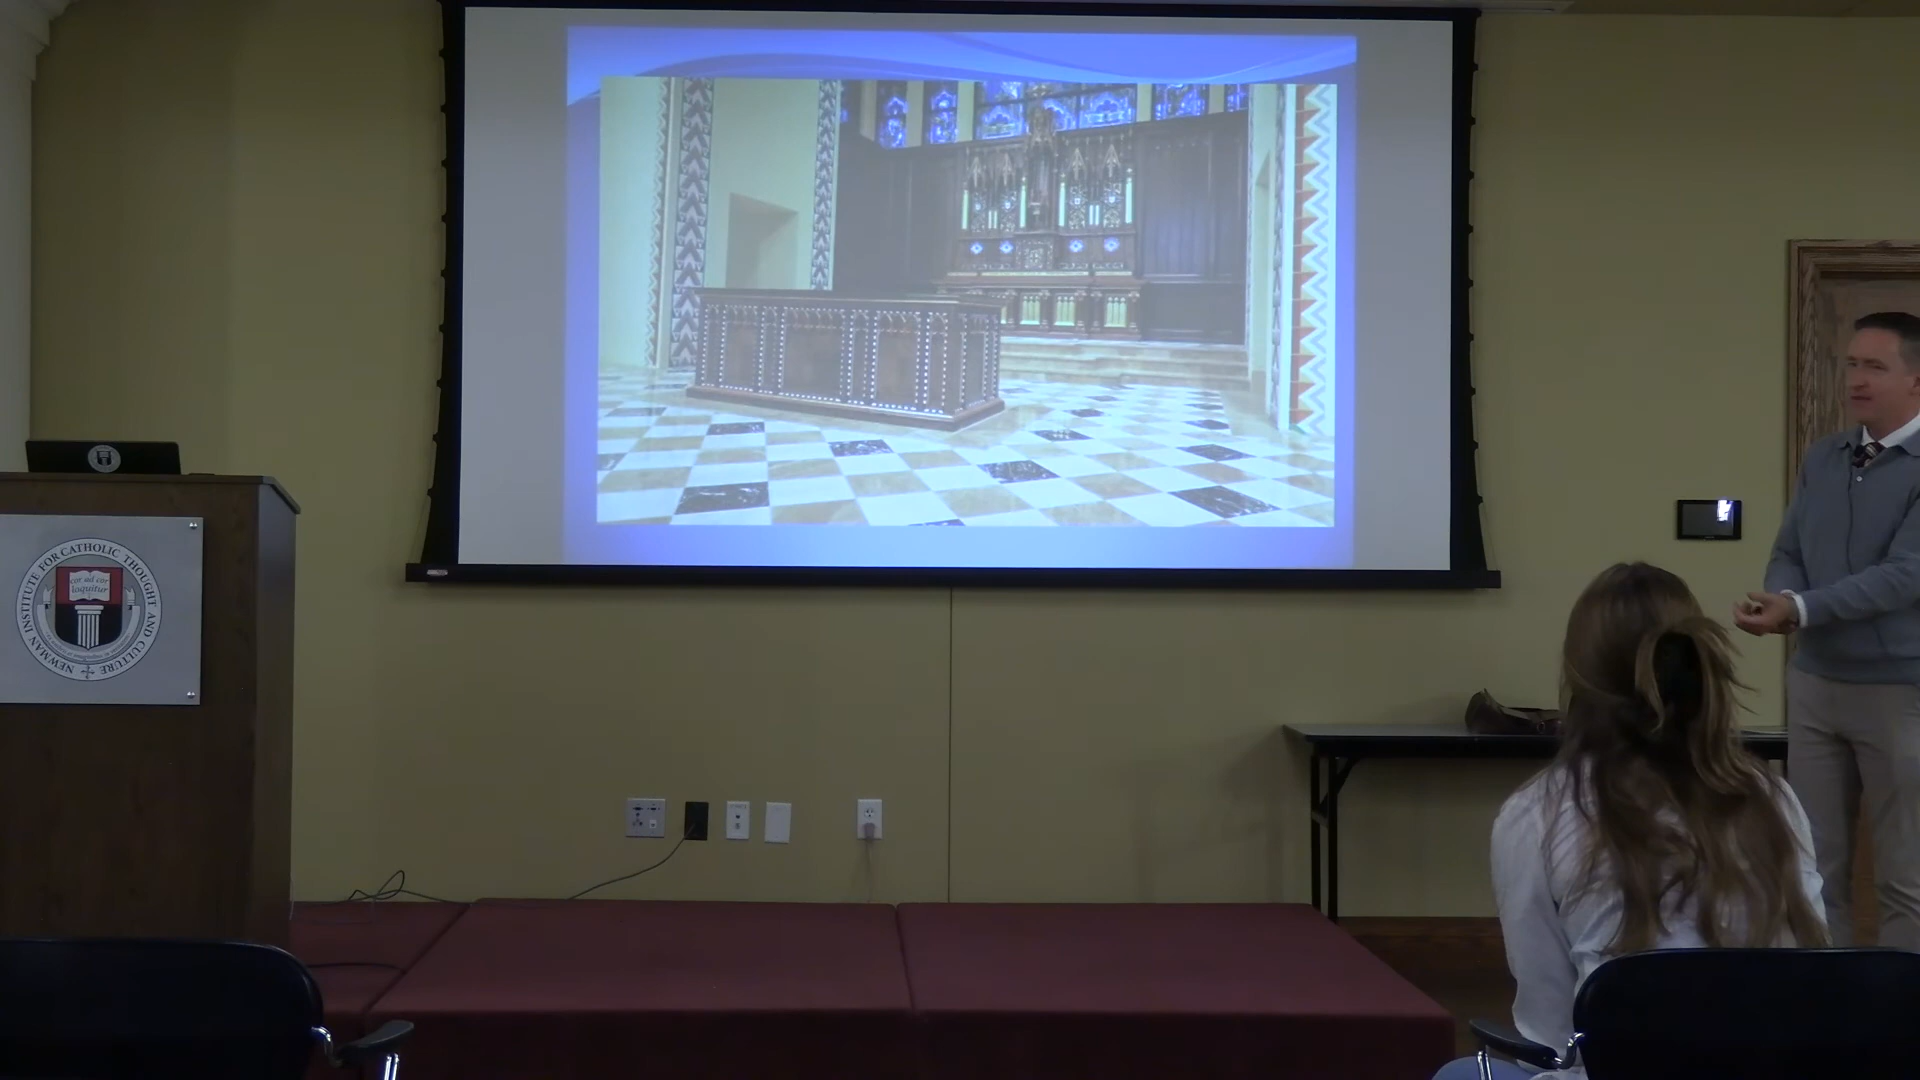 NEWMAN INSTITUTE FOR CATHOLIC THOUGHT AND CULTURE
cor ad cor
loquitur